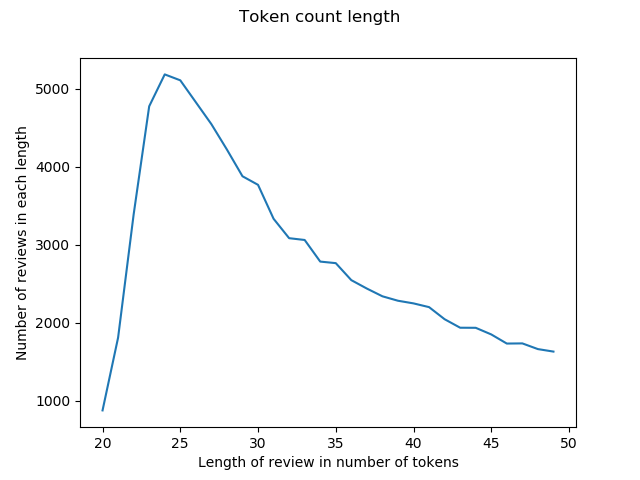 Token count length
Number of reviews in each length
5000
4000
3000
2000
1000
20 25 30 35 40 45 50
Length of review in number of tokens